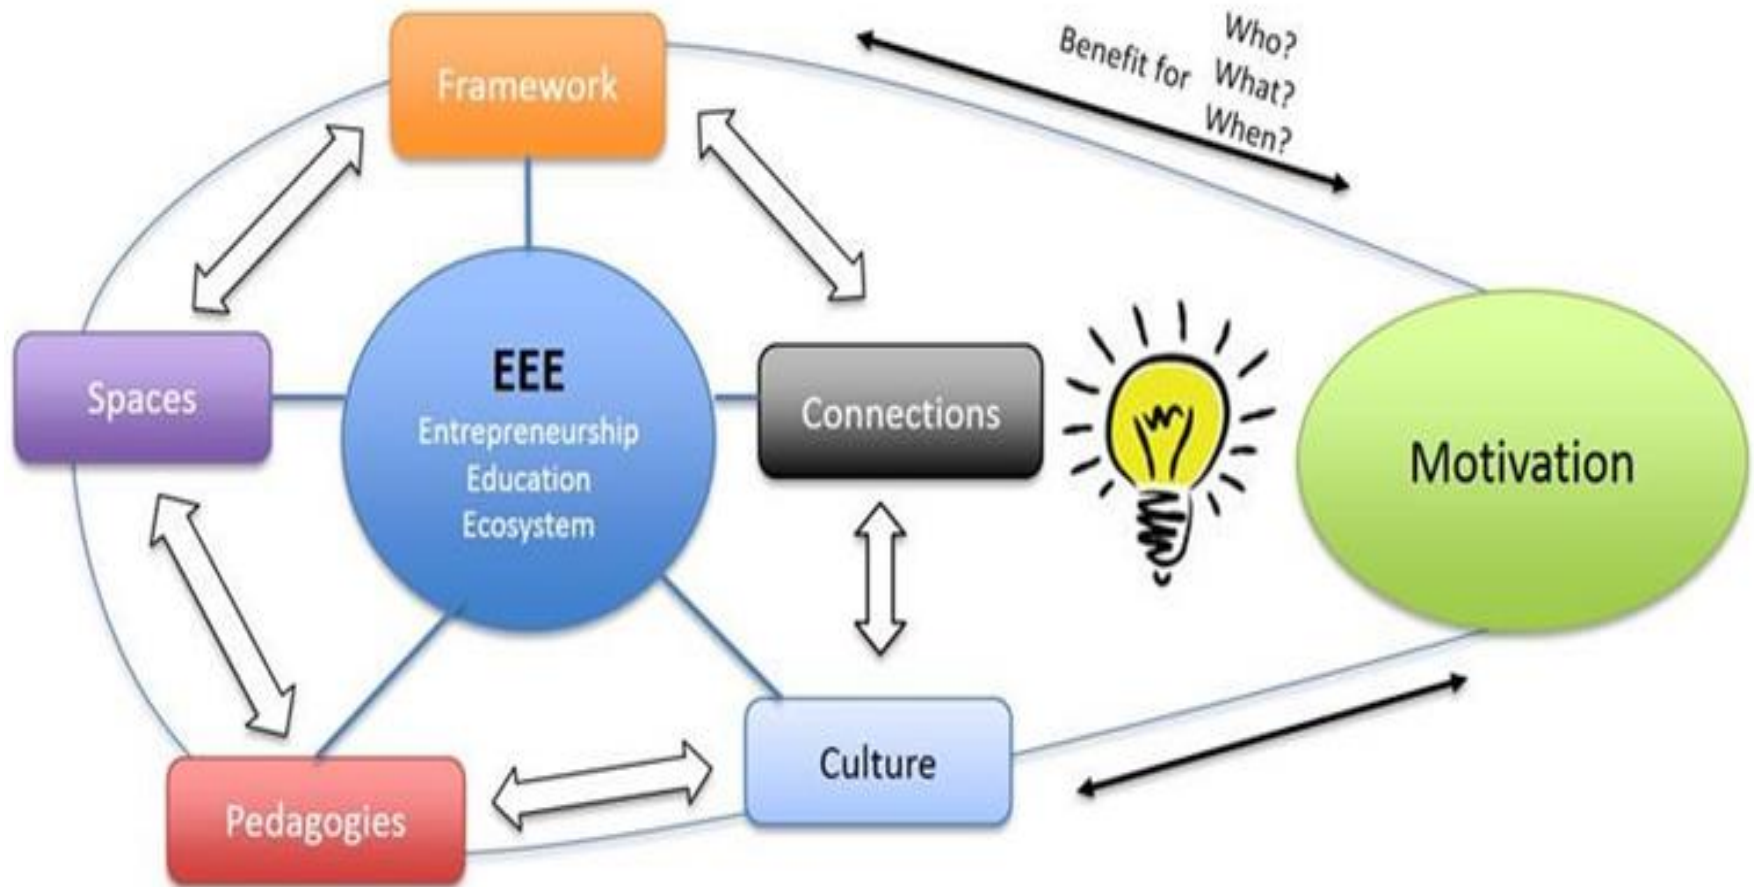 Framework
Benefit for
Who?
What?
When?
Spaces
EEE
Entrepreneurship
Education
Ecosystem
Connections
Motivation
Culture
Pedagogies